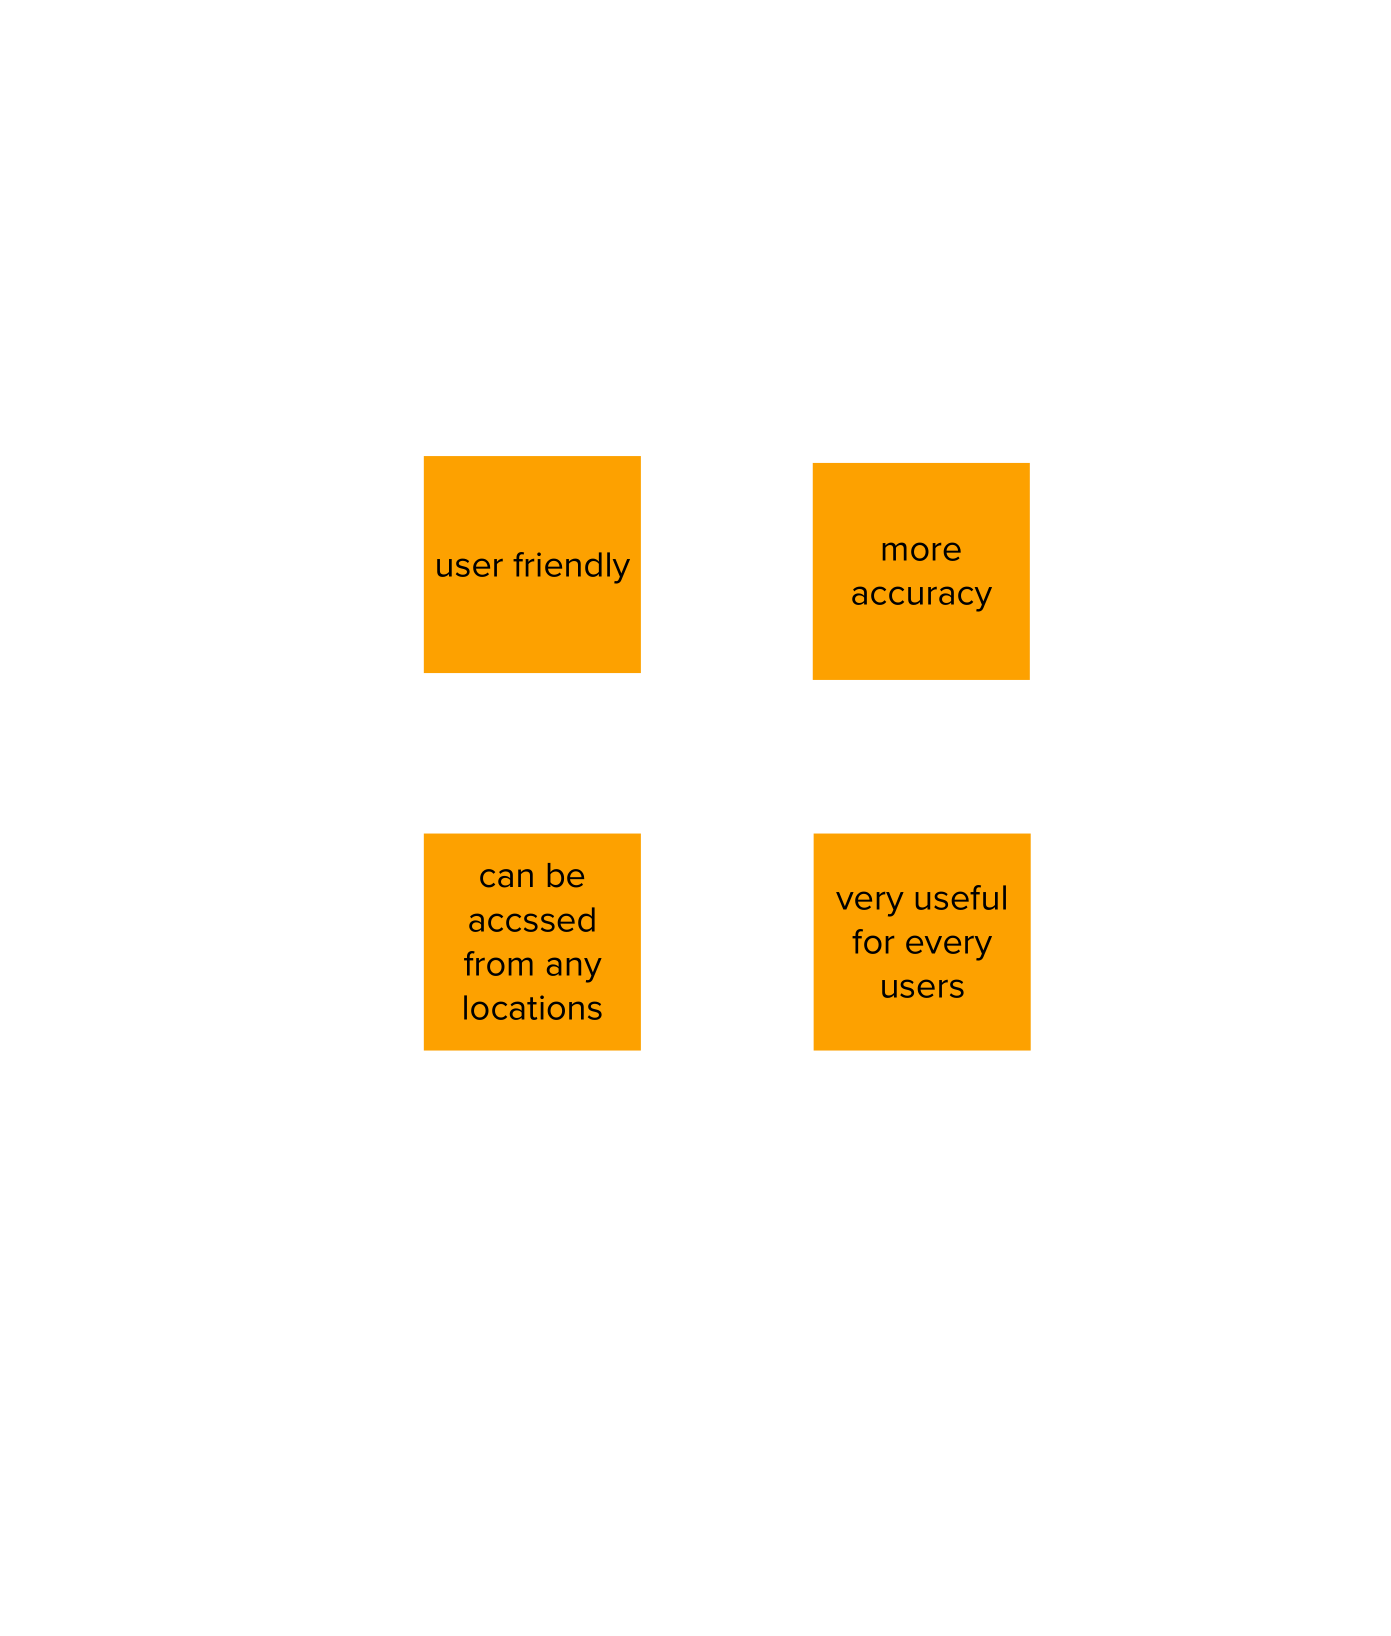 user friendly
more
accuracy
can be
accssed
from any
locations
very useful
for every
users